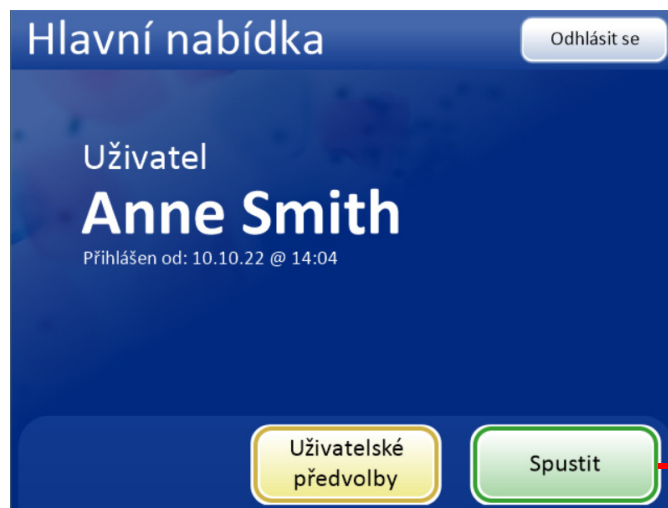 Hlavní nabídka
Odhlásit se
Uživatel
Anne Smith
Přihlášen od: 10.10.22 @ 14:04
Uživatelské
předvolby
Spustit